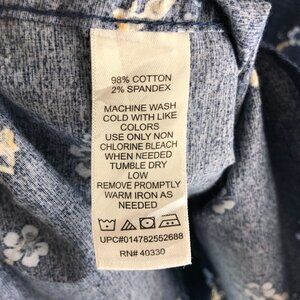 98% COTTON
2% SPANDEX
MACHINE WASH
COLD WITH LIKE
COLORS
USE ONLY NON
CHLORINE BLEACH
WHEN NEEDED
TUMBLE DRY
LOW
REMOVE PROMPTLY
WARM IRON AS
NEEDED
UPC#014782552688
RN# 40330